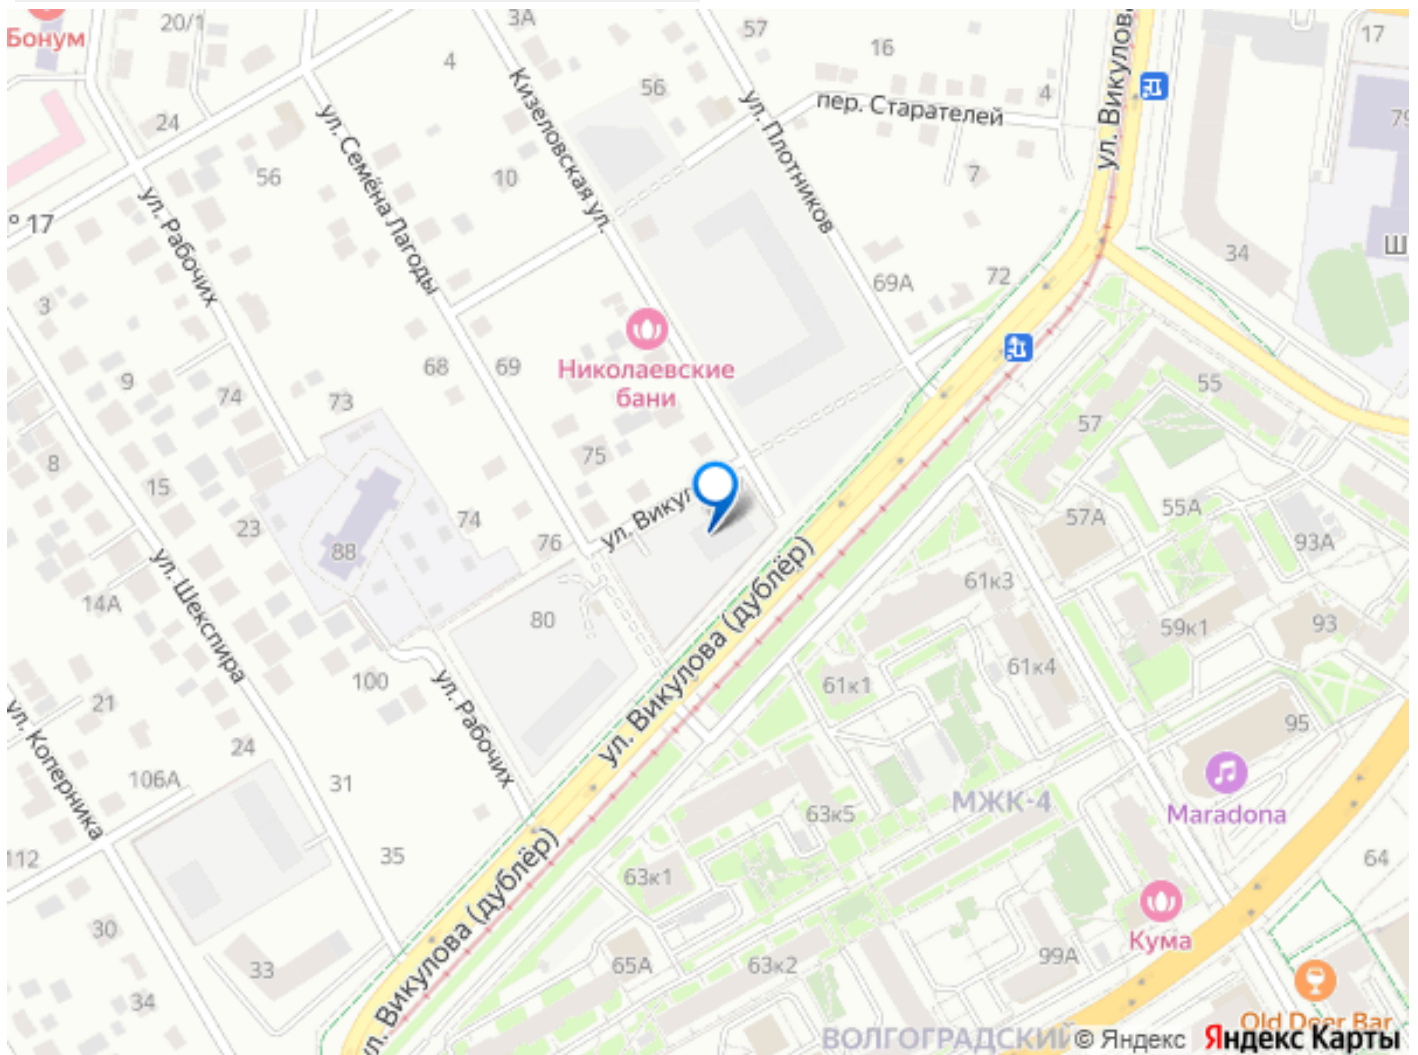 Бонум
20/1
3А
57
16
17
4
56
4
ул. Викулова
пер. Старателей
79
24
Кизеловская ул.
ул. Плотников
ул. Семёна Лагоды
56
10
7
° 17
ул. Рабочих
34
Ш
3
69А
72
68
69
Николаевские
бани
9
74
73
55
57
8
75
15
55А
57А
23
74
ул. Викул
76
93А
88
ул. Викулова (дублёр)
61к3
14А
ул. Шекспира
80
59к1
93
61к4
100
61к1
21
ул. Рабочих
95
ул. Коперника
24
106А
31
Maradona
МЖК-4
63к5
112
35
64
63к1
30
Кума
ул. Викулова (дублёр)
33
65А
63к2
99А
34
Old Deer Bar
ВОЛГОГРАДСКИЙ
© Яндекс Яндекс Карты